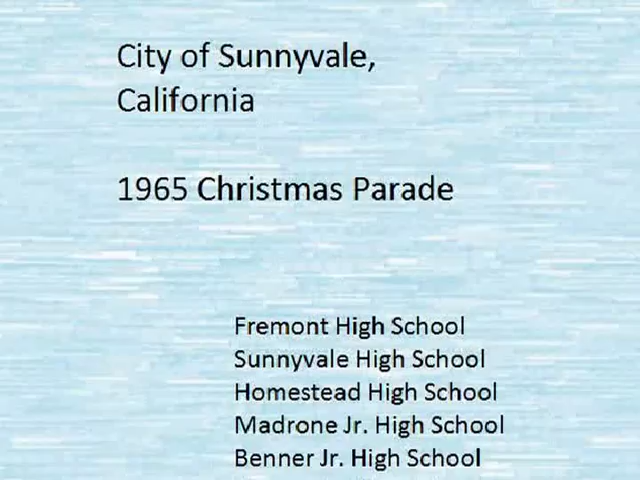 City of Sunnyvale,
California
1965 Christmas Parade
Fremont High School
Sunnyvale High School
Homestead High School
Madrone Jr. High School
Benner Jr. High School